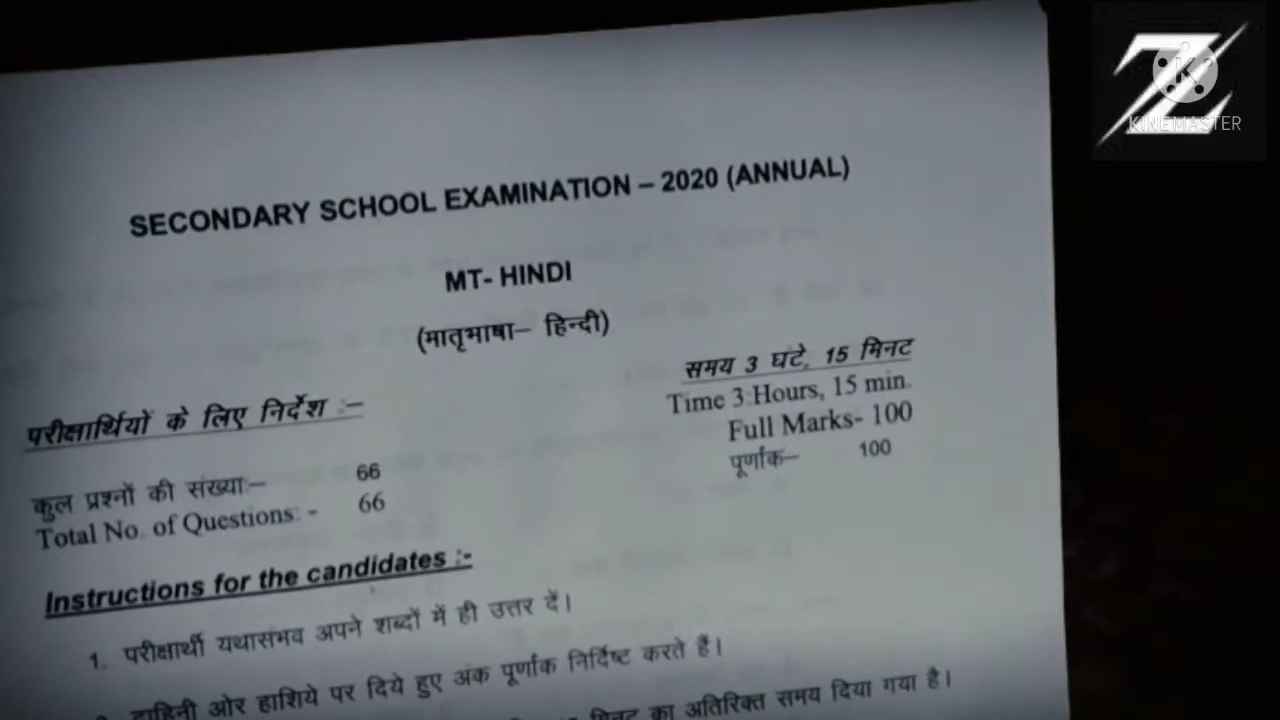 KINEMASTER
SECONDARY SCHOOL EXAMINATION – 2020 (ANNUAL)
MT- HINDI
(मातृभाषा– हिन्दी)
समय 3 घंटे, 15 मिनट
Time 3 Hours, 15 min.
Full Marks- 100
पूर्णांक– 100
परीक्षार्थियों के लिए निर्देश :–
कुल प्रश्नों की संख्या:– 66
Total No. of Questions: - 66
Instructions for the candidates :-
1. परीक्षार्थी यथासंभव अपने शब्दों में ही उत्तर दें।
दाहिनी ओर हाशिये पर दिये हुए अंक पूर्णांक निर्दिष्ट करते हैं।
मिनट का अतिरिक्त समय दिया गया है।